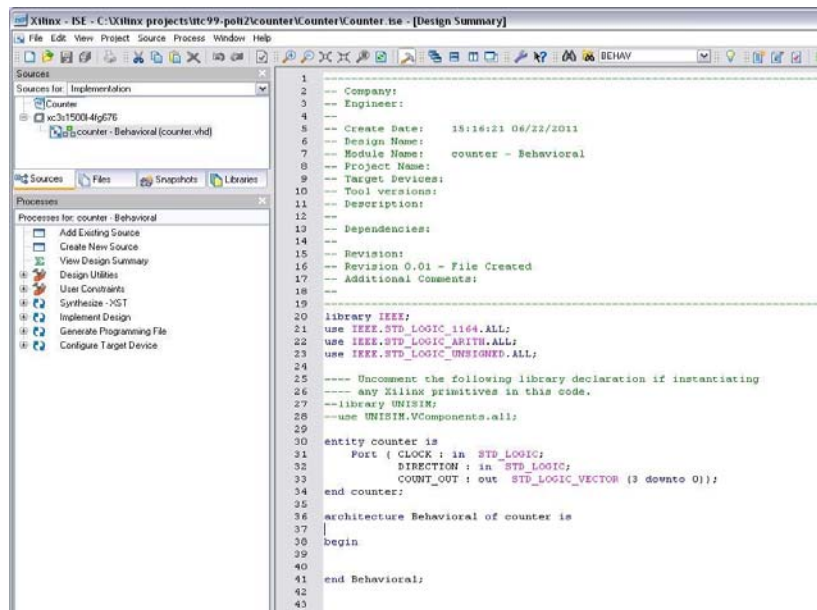 Xilinx - ISE - C:\Xilinx projects\itc99-poli2\counter\Counter\Counter.ise - [Design Summary]
File Edit View Project Source Process Window Help
BEHAV
Sources
Sources for: Implementation
Counter
xc3s1500l-4fg676
counter - Behavioral (counter.vhd)
Sources Files Snapshots Libraries
Processes
Processes for: counter - Behavioral
Add Existing Source
Create New Source
View Design Summary
Design Utilities
User Constraints
Synthesize - XST
Implement Design
Generate Programming File
Configure Target Device
1 ----------------------------------------------------------------------------------
2 -- Company:
3 -- Engineer:
4 --
5 -- Create Date:    15:16:21 06/22/2011
6 -- Design Name:
7 -- Module Name:    counter - Behavioral
8 -- Project Name:
9 -- Target Devices:
10 -- Tool versions:
11 -- Description:
12 --
13 -- Dependencies:
14 --
15 -- Revision:
16 -- Revision 0.01 - File Created
17 -- Additional Comments:
18 --
19 ----------------------------------------------------------------------------------
20 library IEEE;
21 use IEEE.STD_LOGIC_1164.ALL;
22 use IEEE.STD_LOGIC_ARITH.ALL;
23 use IEEE.STD_LOGIC_UNSIGNED.ALL;
24
25 ---- Uncomment the following library declaration if instantiating
26 ---- any Xilinx primitives in this code.
27 --library UNISIM;
28 --use UNISIM.VComponents.all;
29
30 entity counter is
31     Port ( CLOCK : in  STD_LOGIC;
32            DIRECTION : in  STD_LOGIC;
33            COUNT_OUT : out  STD_LOGIC_VECTOR (3 downto 0));
34 end counter;
35
36 architecture Behavioral of counter is
37
38 begin
39
40
41 end Behavioral;
42
43